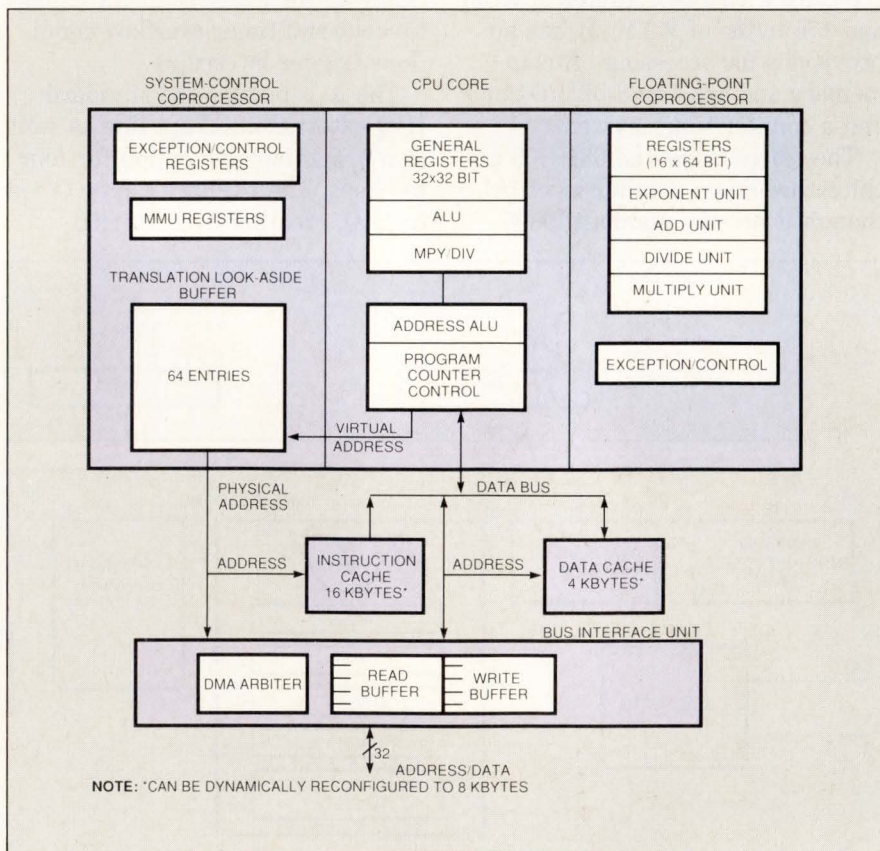 SYSTEM-CONTROL
COPROCESSOR
CPU CORE
FLOATING-POINT
COPROCESSOR
EXCEPTION/CONTROL
REGISTERS
MMU REGISTERS
TRANSLATION LOOK-ASIDE
BUFFER
64 ENTRIES
GENERAL
REGISTERS
32x32 BIT
ALU
MPY/DIV
ADDRESS ALU
PROGRAM
COUNTER
CONTROL
REGISTERS
(16 x 64 BIT)
EXPONENT UNIT
ADD UNIT
DIVIDE UNIT
MULTIPLY UNIT
EXCEPTION/CONTROL
VIRTUAL
ADDRESS
PHYSICAL
ADDRESS
DATA BUS
ADDRESS
INSTRUCTION
CACHE
16 KBYTES*
ADDRESS
DATA CACHE
4 KBYTES*
BUS INTERFACE UNIT
DMA ARBITER
READ
BUFFER
WRITE
BUFFER
32
ADDRESS/DATA
NOTE: *CAN BE DYNAMICALLY RECONFIGURED TO 8 KBYTES